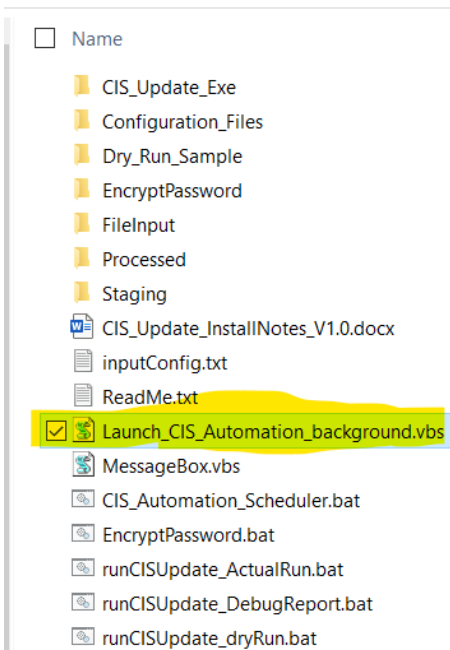 Name
CIS_Update_Exe
Configuration_Files
Dry_Run_Sample
EncryptPassword
FileInput
Processed
Staging
CIS_Update_InstallNotes_V1.0.docx
inputConfig.txt
ReadMe.txt
Launch_CIS_Automation_background.vbs
MessageBox.vbs
CIS_Automation_Scheduler.bat
EncryptPassword.bat
runCISUpdate_ActualRun.bat
runCISUpdate_DebugReport.bat
runCISUpdate_dryRun.bat